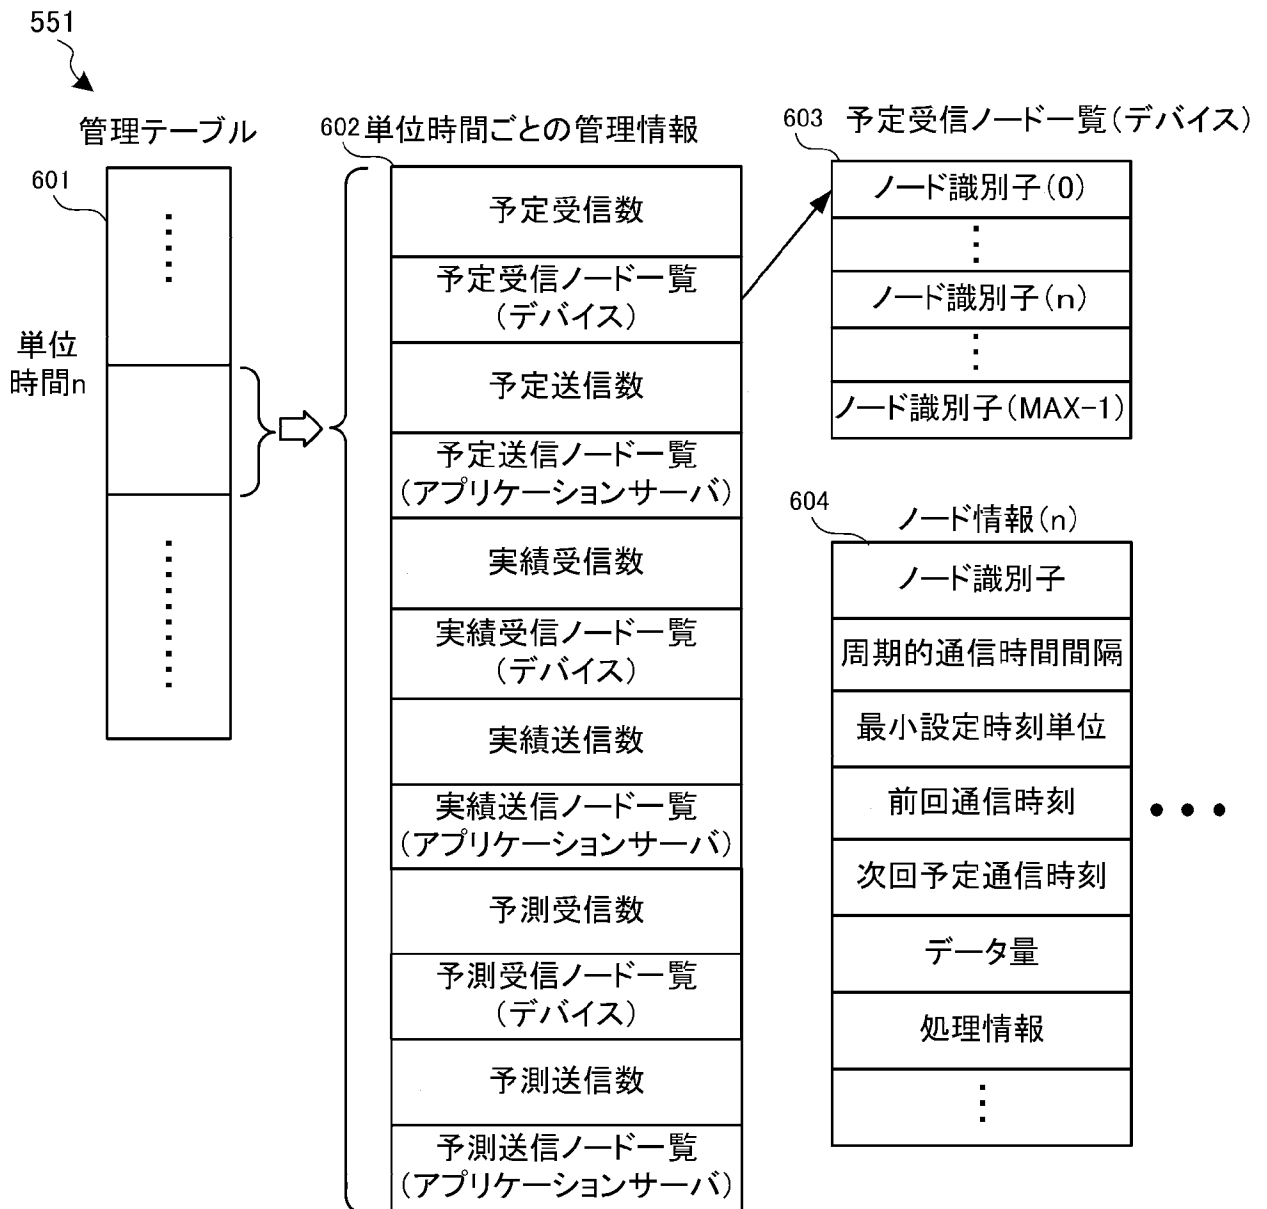 551
管理テーブル
601
単位
時間n
602
単位時間ごとの管理情報
予定受信数
予定受信ノード一覧
(デバイス)
予定送信数
予定送信ノード一覧
(アプリケーションサーバ)
実績受信数
実績受信ノード一覧
(デバイス)
実績送信数
実績送信ノード一覧
(アプリケーションサーバ)
予測受信数
予測受信ノード一覧
(デバイス)
予測送信数
予測送信ノード一覧
(アプリケーションサーバ)
603
予定受信ノード一覧(デバイス)
ノード識別子(0)
ノード識別子(n)
ノード識別子(MAX-1)
604
ノード情報(n)
ノード識別子
周期的通信時間間隔
最小設定時刻単位
前回通信時刻
次回予定通信時刻
データ量
処理情報